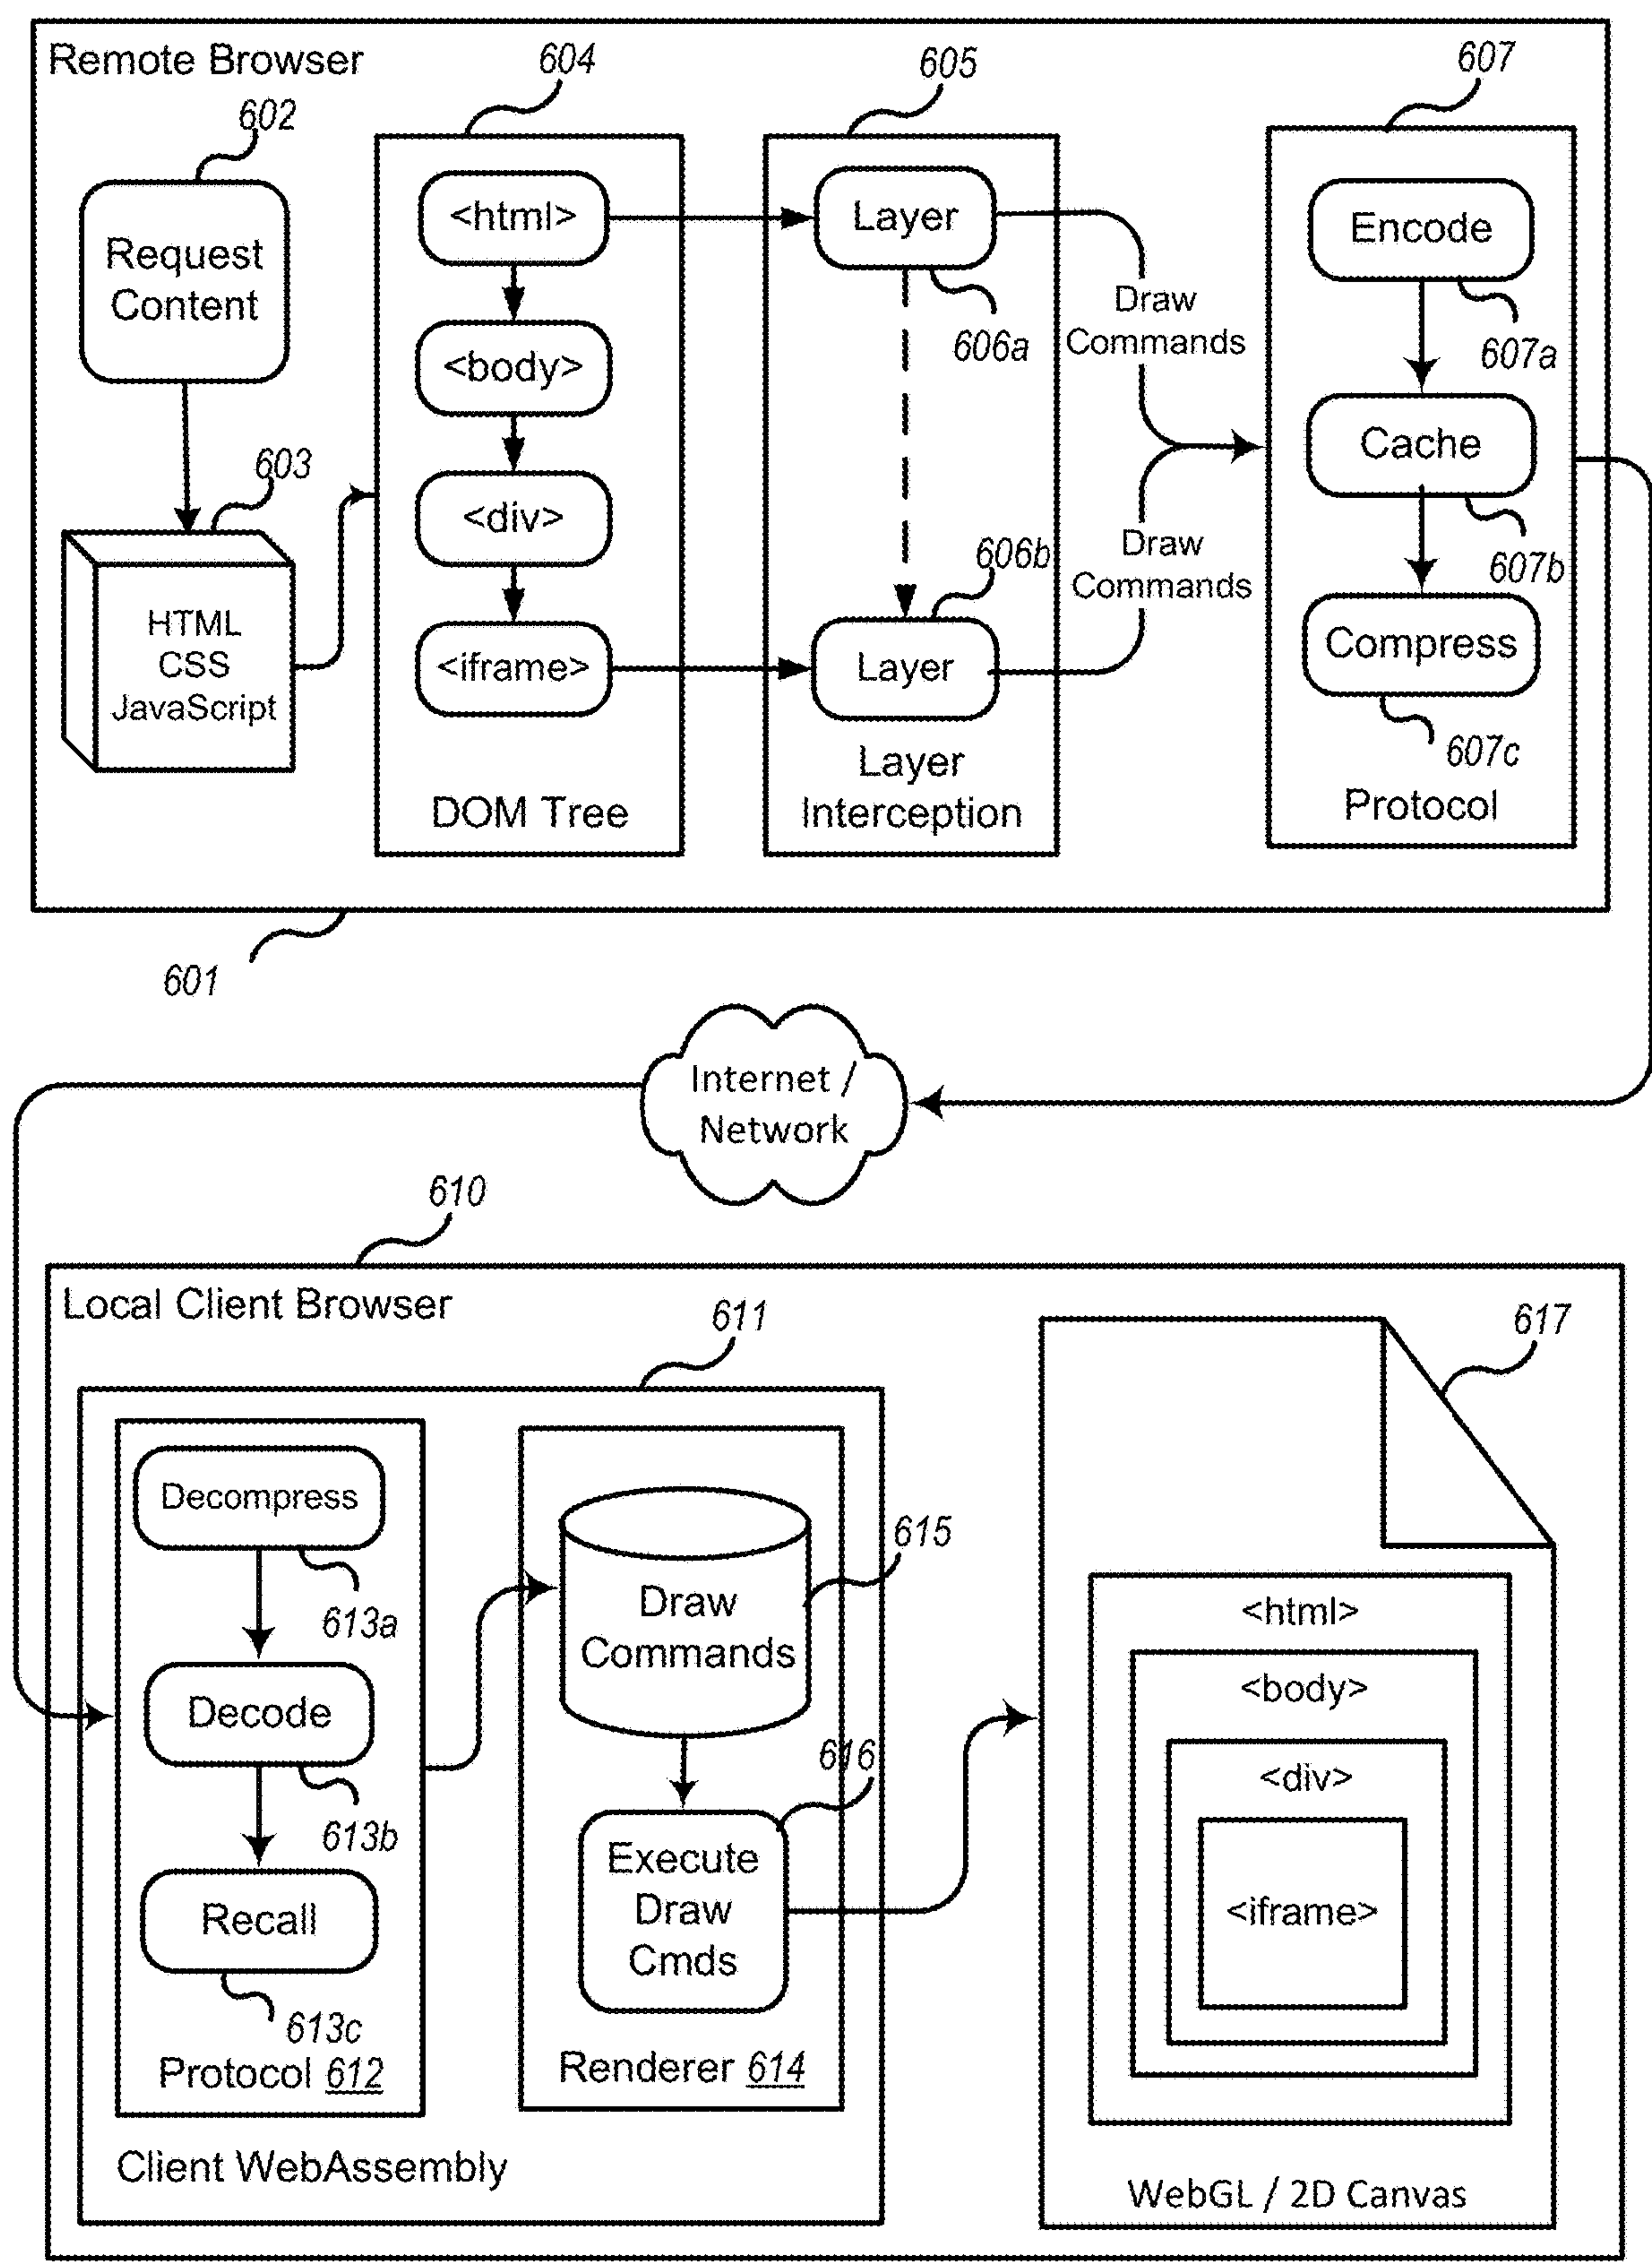 Remote Browser
604
605
607
602
Request
Content
603
HTML
CSS
JavaScript
<html>
<body>
<div>
<iframe>
DOM Tree
Layer
606a
606b
Layer
Layer
Interception
Draw
Commands
Draw
Commands
Encode
607a
Cache
607b
Compress
607c
Protocol
601
Internet /
Network
610
Local Client Browser
611
617
Decompress
613a
Decode
613b
Recall
613c
Protocol 612
615
Draw
Commands
616
Execute
Draw
Cmds
Renderer 614
Client WebAssembly
<html>
<body>
<div>
<iframe>
WebGL / 2D Canvas